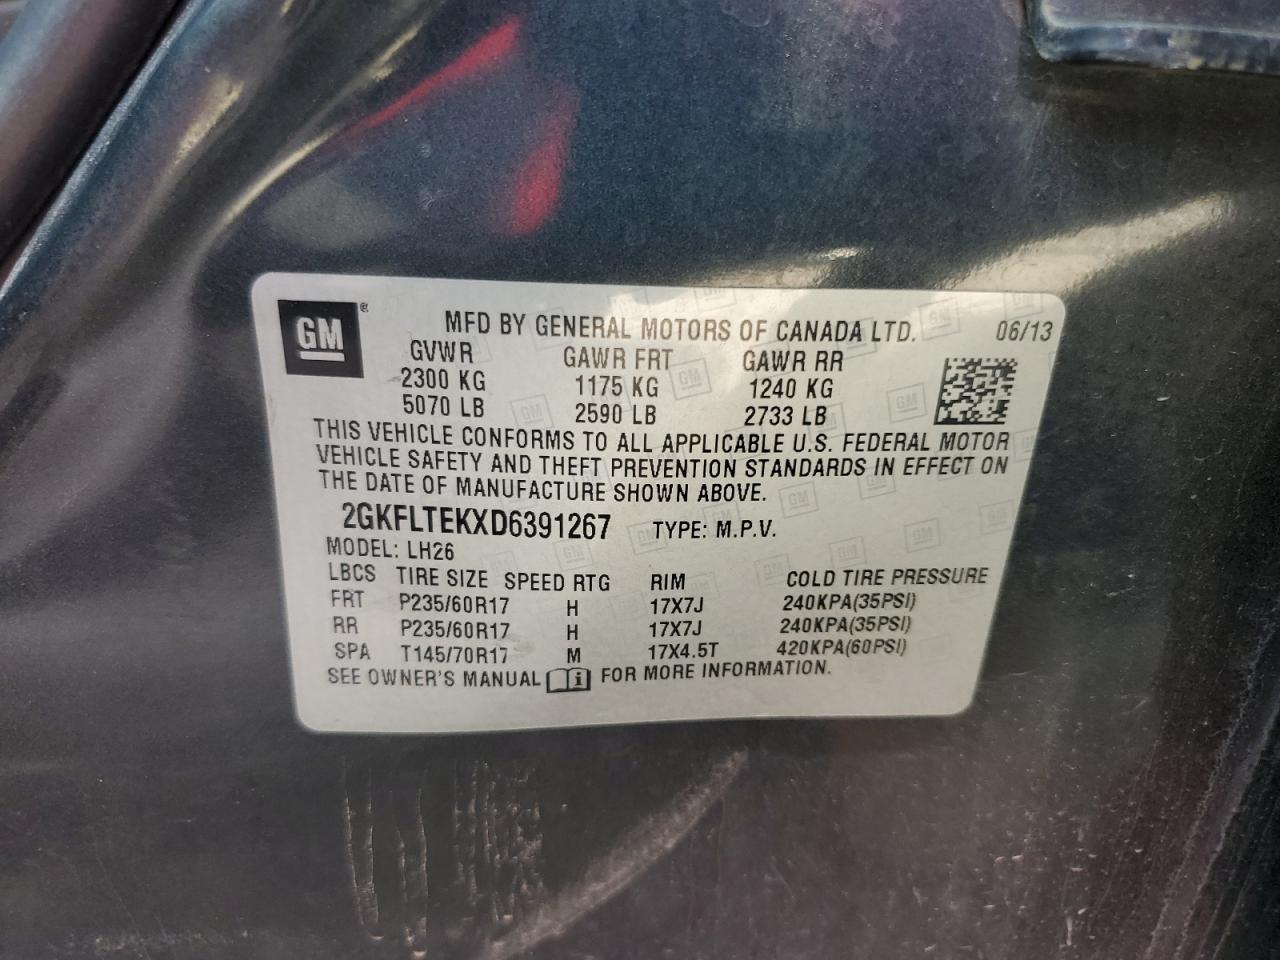 GM®
MFD BY GENERAL MOTORS OF CANADA LTD. 06/13
GVWR GAWR FRT GAWR RR
2300 KG 1175 KG 1240 KG
5070 LB 2590 LB 2733 LB
THIS VEHICLE CONFORMS TO ALL APPLICABLE U.S. FEDERAL MOTOR
VEHICLE SAFETY AND THEFT PREVENTION STANDARDS IN EFFECT ON
THE DATE OF MANUFACTURE SHOWN ABOVE.
2GKFLTEKXD6391267 TYPE: M.P.V.
MODEL: LH26
LBCS TIRE SIZE SPEED RTG RIM COLD TIRE PRESSURE
FRT P235/60R17 H 17X7J 240KPA(35PSI)
RR P235/60R17 H 17X7J 240KPA(35PSI)
SPA T145/70R17 M 17X4.5T 420KPA(60PSI)
SEE OWNER'S MANUAL i FOR MORE INFORMATION.